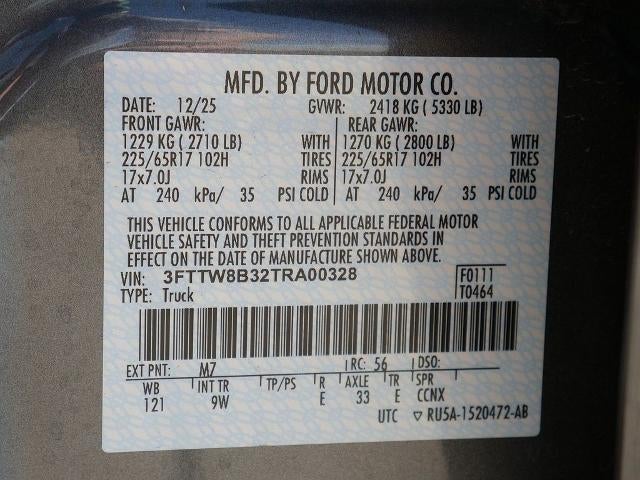 MFD. BY FORD MOTOR CO.
DATE: 12/25 GVWR: 2418 KG ( 5330 LB)
FRONT GAWR: REAR GAWR:
1229 KG ( 2710 LB) WITH 1270 KG ( 2800 LB) WITH
225/65R17 102H TIRES 225/65R17 102H TIRES
17x7.0J RIMS 17x7.0J RIMS
AT 240 kPa/ 35 PSI COLD AT 240 kPa/ 35 PSI COLD
THIS VEHICLE CONFORMS TO ALL APPLICABLE FEDERAL MOTOR
VEHICLE SAFETY AND THEFT PREVENTION STANDARDS IN
EFFECT ON THE DATE OF MANUFACTURE SHOWN ABOVE.
VIN: 3FTTW8B32TRA00328 F0111
TYPE: Truck T0464
EXT PNT: M7 RC: 56 DSO:
WB INT TR TP/PS R AXLE TR SPR
121 9W E 33 E CCNX
UTC ▽ RU5A-1520472-AB